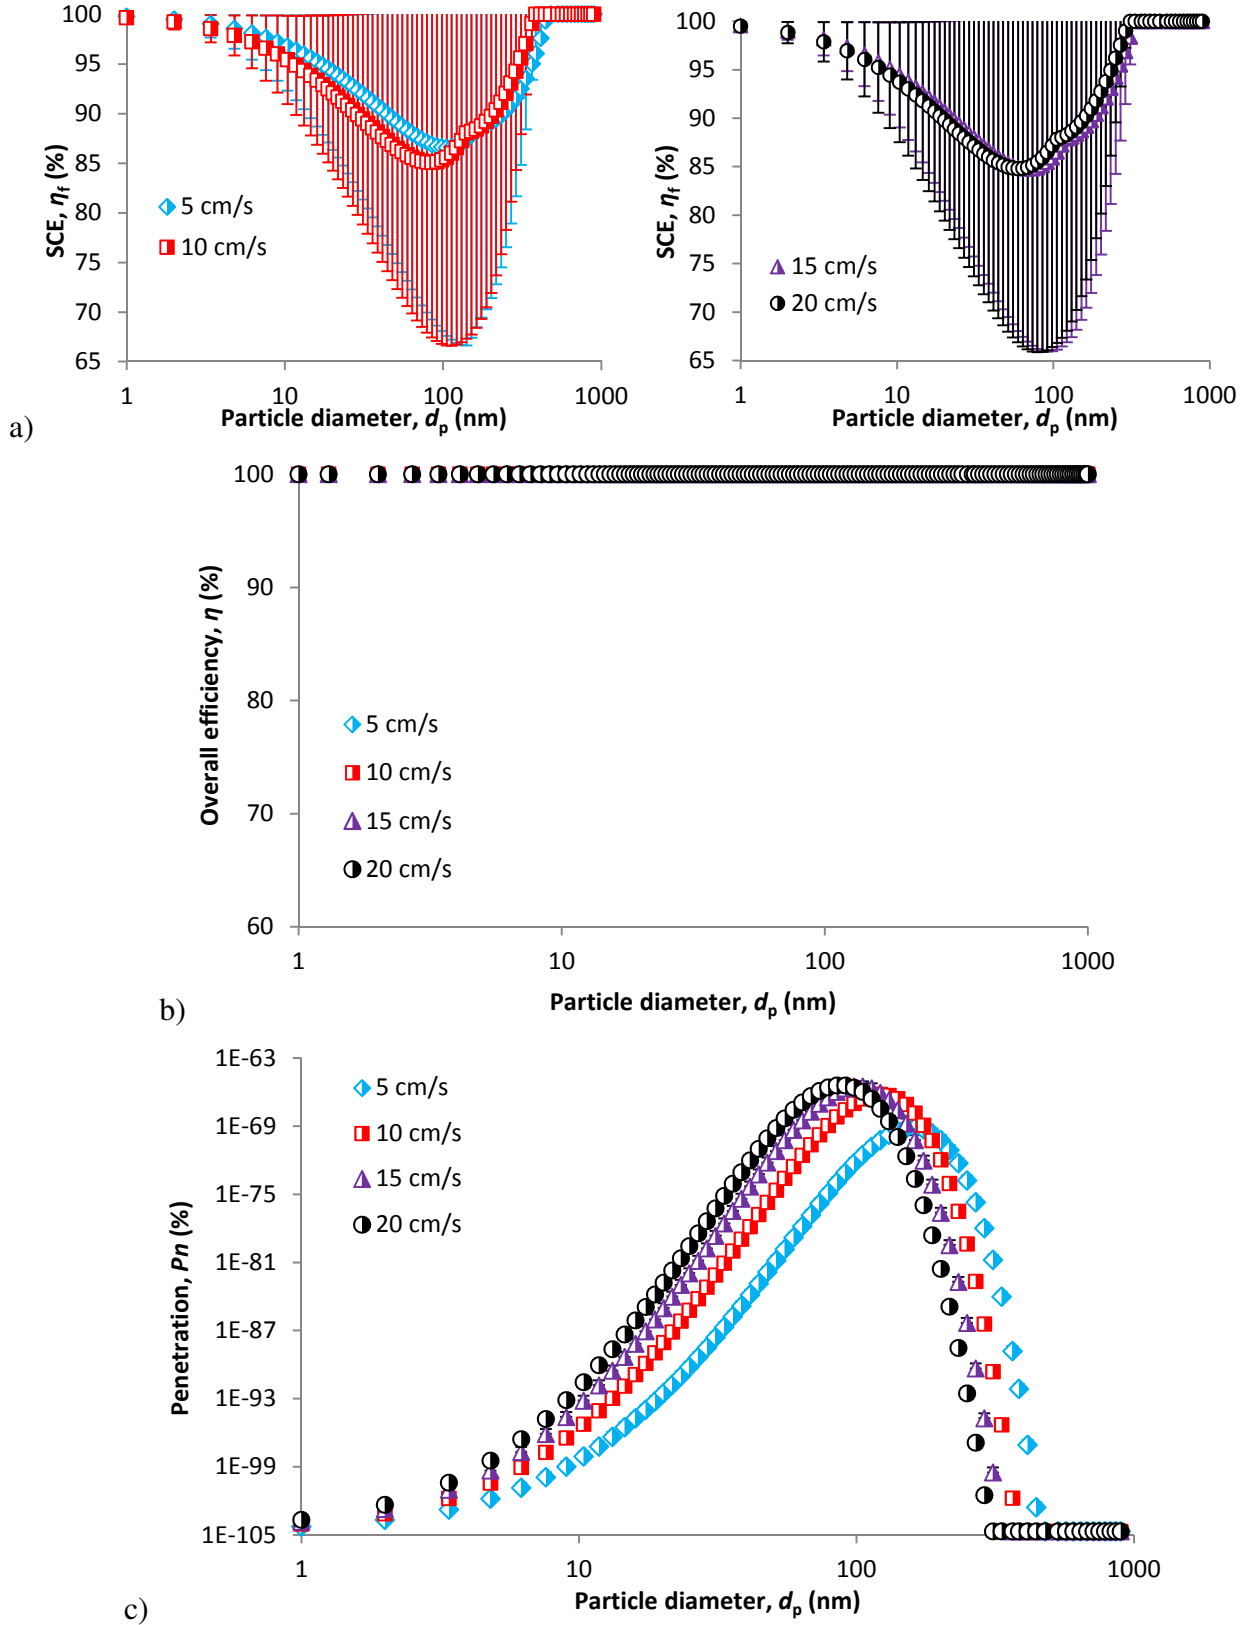 100
95
90
85
80
75
70
65
SCE, ηf (%)
5 cm/s
10 cm/s
1
10
100
1000
Particle diameter, dp (nm)
100
95
90
85
80
75
70
65
SCE, ηf (%)
15 cm/s
20 cm/s
1
10
100
1000
Particle diameter, dp (nm)
a)
100
90
80
70
60
Overall efficiency, η (%)
5 cm/s
10 cm/s
15 cm/s
20 cm/s
1
10
100
1000
Particle diameter, dp (nm)
b)
1E-63
1E-69
1E-75
1E-81
1E-87
1E-93
1E-99
1E-105
Penetration, Pn (%)
5 cm/s
10 cm/s
15 cm/s
20 cm/s
1
10
100
1000
Particle diameter, dp (nm)
c)